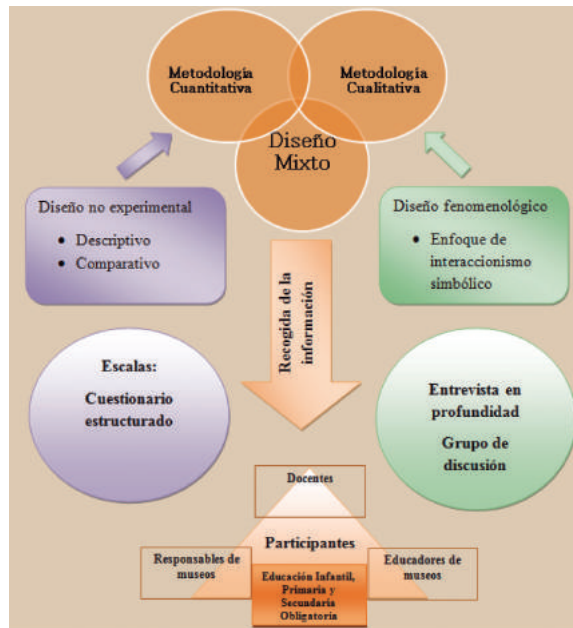 Metodología
Cuantitativa
Metodología
Cualitativa
Diseño
Mixto
Diseño no experimental
• Descriptivo
• Comparativo
Diseño fenomenológico
• Enfoque de
interaccionismo
simbólico
Recogida de la
información
Escalas:
Cuestionario
estructurado
Entrevista en
profundidad
Grupo de
discusión
Docentes
Participantes
Responsables de
museos
Educadores de
museos
Educación Infantil,
Primaria y
Secundaria
Obligatoria